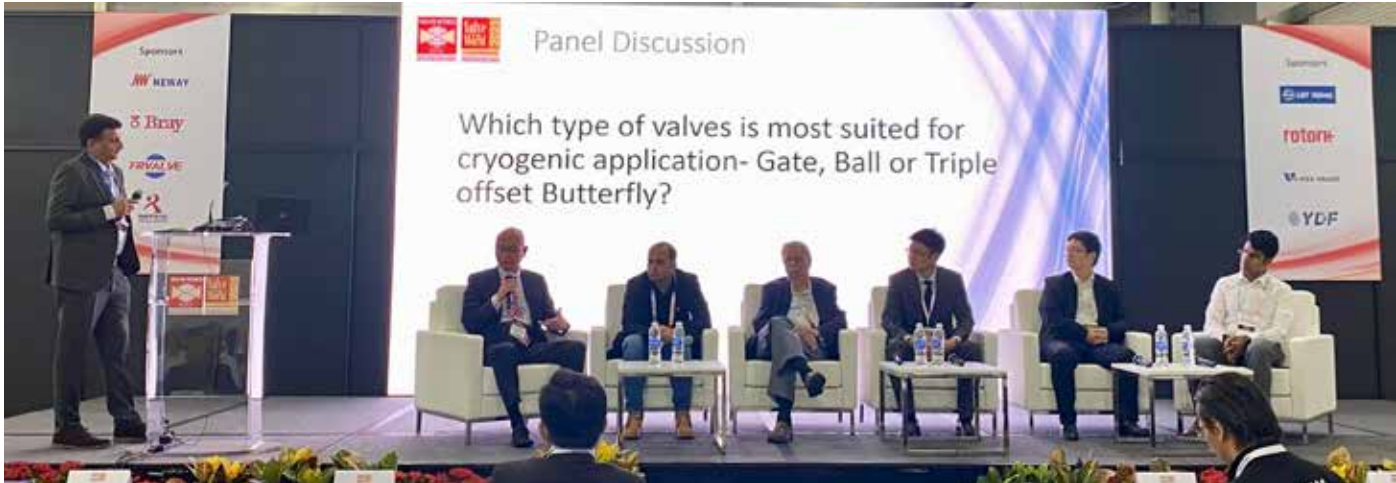 Sponsors
NEWAY
Bray
FRVALVE
Panel Discussion
Which type of valves is most suited for
cryogenic application- Gate, Ball or Triple
offset Butterfly?
Sponsors
rotork
YDF